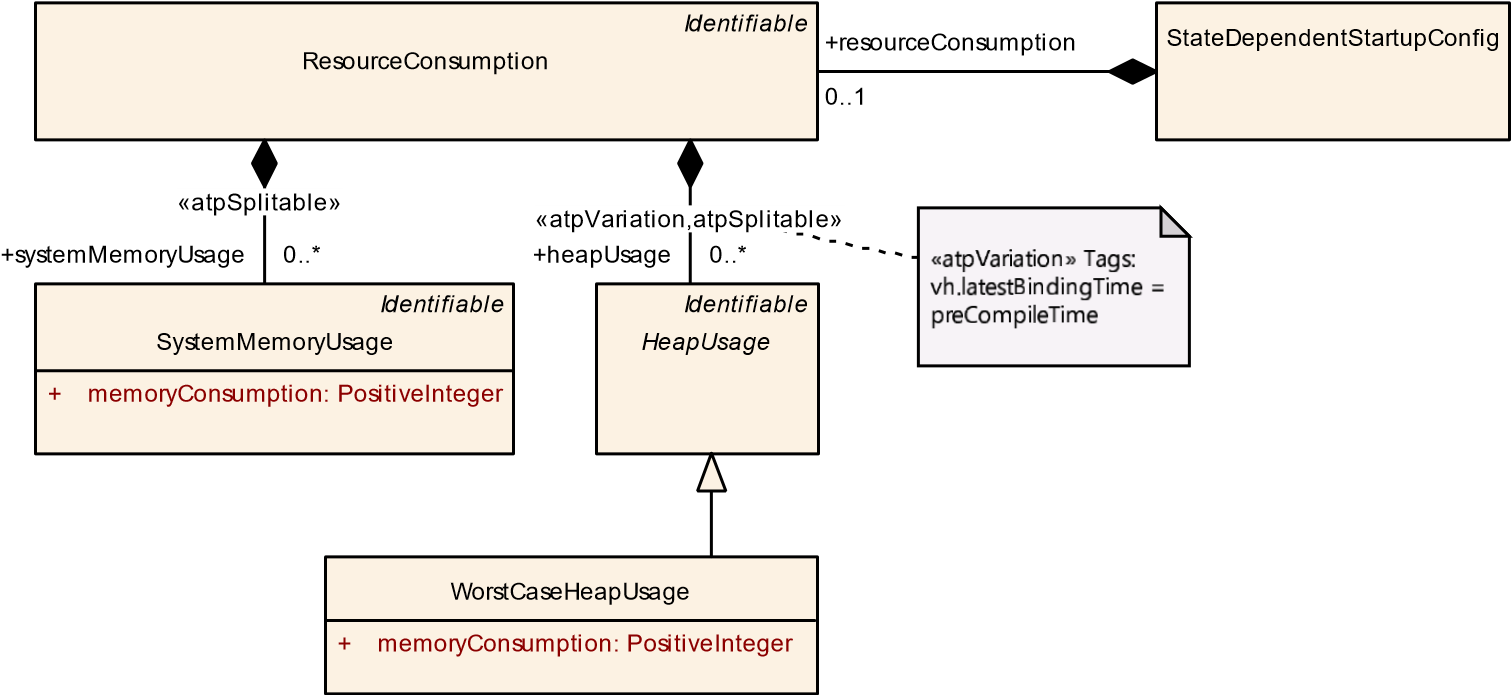 Identifiable
ResourceConsumption
+resourceConsumption
0..1
StateDependentStartupConfig
«atpSplitable»
+systemMemoryUsage
0..*
«atpVariation,atpSplitable»
+heapUsage
0..*
«atpVariation» Tags:
vh.latestBindingTime =
preCompileTime
Identifiable
SystemMemoryUsage
+ memoryConsumption: PositiveInteger
Identifiable
HeapUsage
WorstCaseHeapUsage
+ memoryConsumption: PositiveInteger